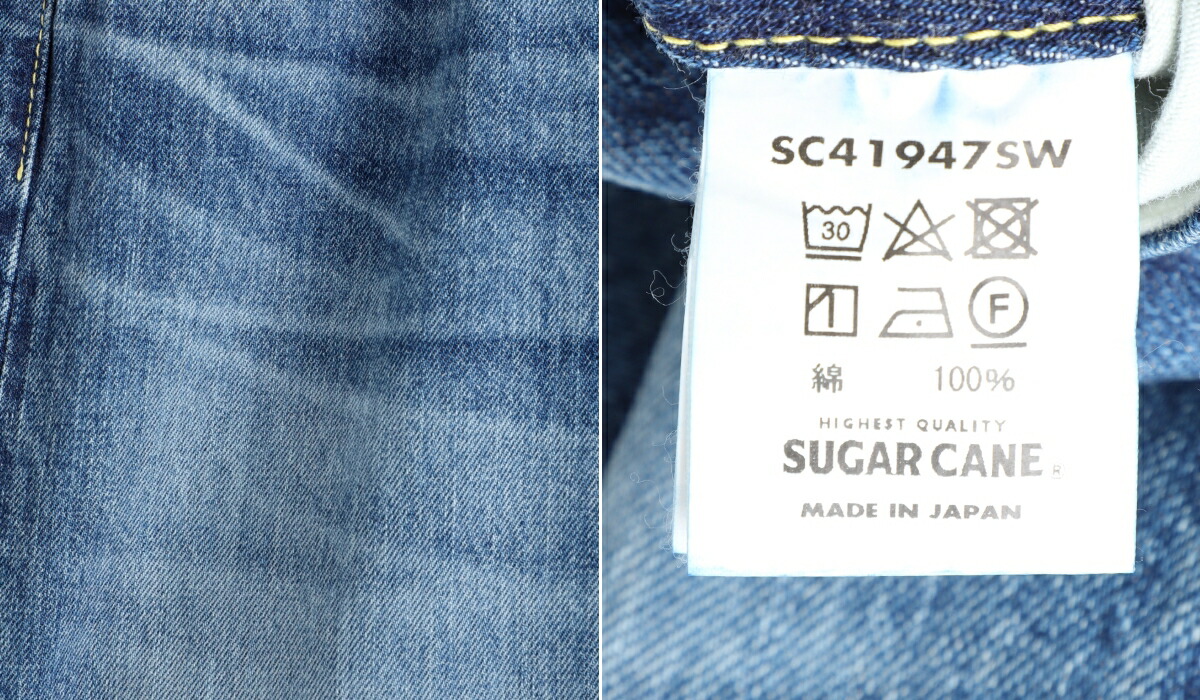 SC41947SW
30
F
綿 100%
HIGHEST QUALITY
SUGAR CANE®
MADE IN JAPAN